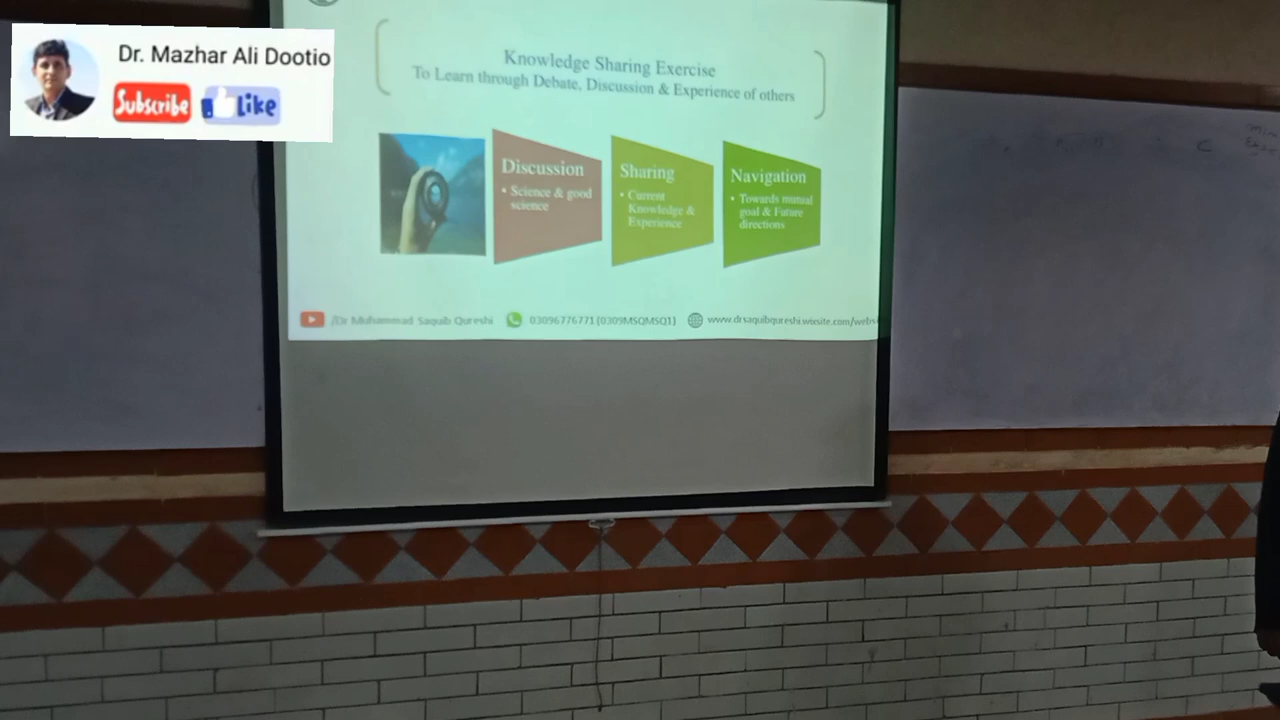 Dr. Mazhar Ali Dootio
Subscribe
Like
Knowledge Sharing Exercise
To Learn through Debate, Discussion & Experience of others
Discussion
• Science & good
science
Sharing
• Current
Knowledge &
Experience
Navigation
• Towards mutual
goal & Future
directions
/Dr Muhammad Saquib Qureshi
03096776771 (0309MSQMSQ1)
www.drsaquibqureshi.wixsite.com/webs
C